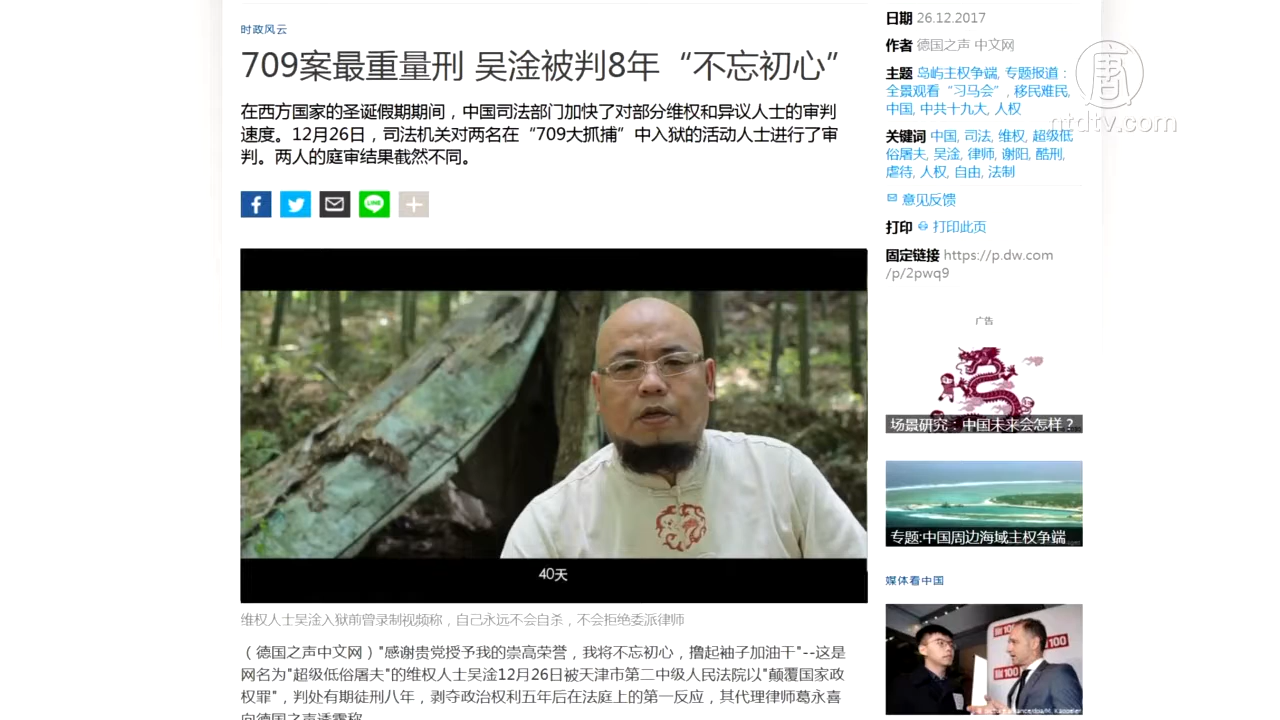 时政风云
709案最重量刑 吴淦被判8年“不忘初心”
在西方国家的圣诞假期期间，中国司法部门加快了对部分维权和异议人士的审判
速度。12月26日，司法机关对两名在“709大抓捕”中入狱的活动人士进行了审
判。两人的庭审结果截然不同。
40天
维权人士吴淦入狱前曾录制视频称，自己永远不会自杀，不会拒绝委派律师
（德国之声中文网）"感谢贵党授予我的崇高荣誉，我将不忘初心，撸起袖子加油干"--这是
网名为"超级低俗屠夫"的维权人士吴淦12月26日被天津市第二中级人民法院以"颠覆国家政
权罪"，判处有期徒刑八年，剥夺政治权利五年后在法庭上的第一反应，其代理律师葛永喜
向德国之声透露称
日期 26.12.2017
作者 德国之声 中文网
主题 岛屿主权争端, 专题报道：
全景观看“习马会”, 移民难民,
中国, 中共十九大, 人权
关键词 中国, 司法, 维权, 超级低
俗屠夫, 吴淦, 律师, 谢阳, 酷刑,
虐待, 人权, 自由, 法制
意见反馈
打印 打印此页
固定链接 https://p.dw.com
/p/2pwq9
广告
场景研究：中国未来会怎样？
专题:中国周边海域主权争端
媒体看中国
唐
ntdtv.com